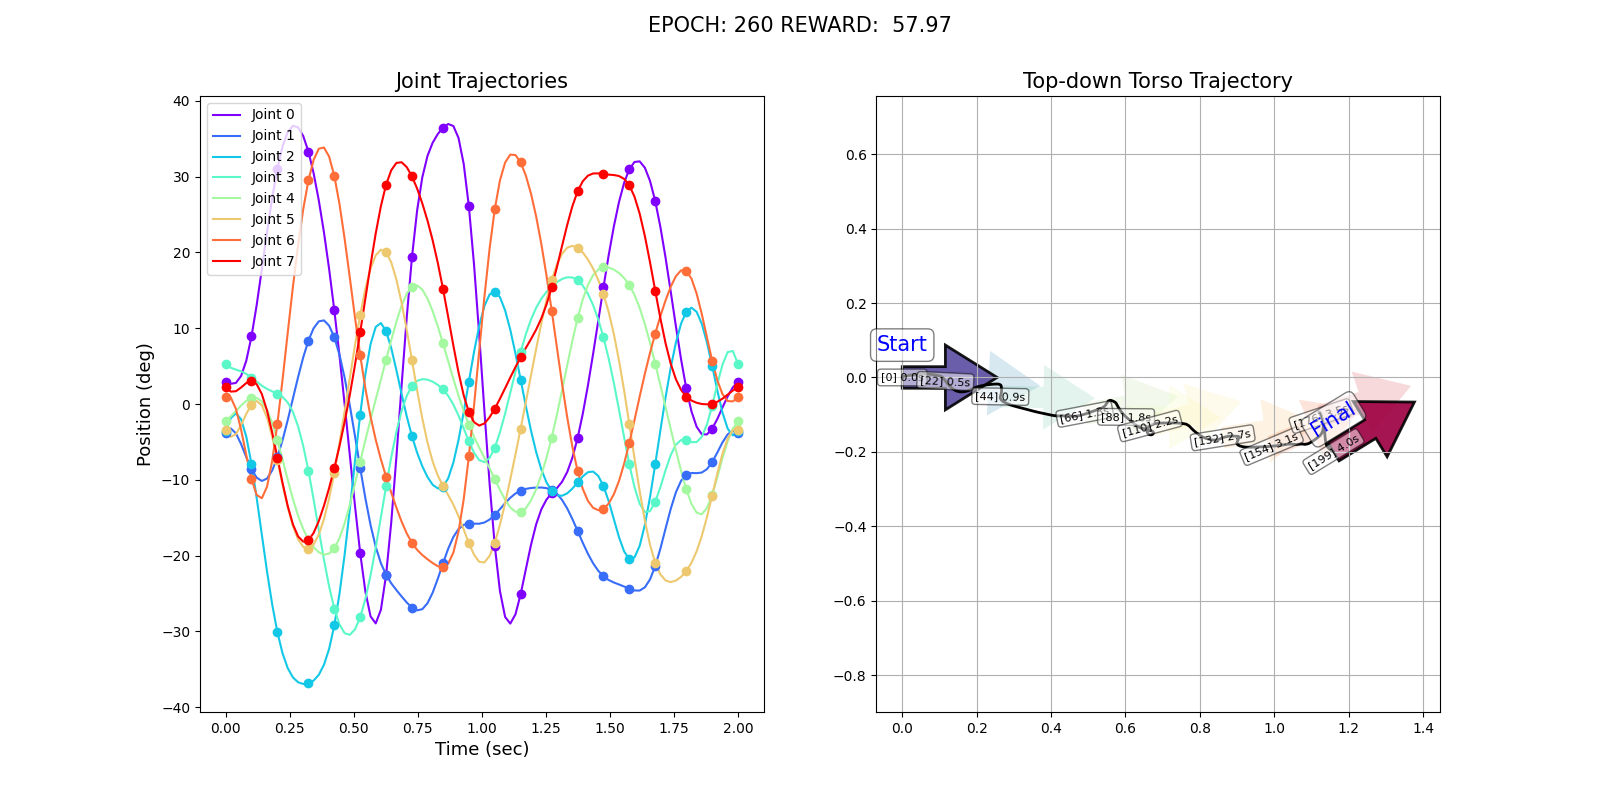 EPOCH: 260 REWARD:  57.97
Joint Trajectories
40
30
20
10
0
−10
−20
−30
−40
Position (deg)
Joint 0
Joint 1
Joint 2
Joint 3
Joint 4
Joint 5
Joint 6
Joint 7
0.00 0.25 0.50 0.75 1.00 1.25 1.50 1.75 2.00
Time (sec)
Top-down Torso Trajectory
0.6
0.4
0.2
0.0
−0.2
−0.4
−0.6
−0.8
Start
[0] 0.0
[22] 0.5s
[44] 0.9s
[66] 1.
[88] 1.8s
[110] 2.2s
[132] 2.7s
[154] 3.1s
Final
[199] 4.0s
0.0 0.2 0.4 0.6 0.8 1.0 1.2 1.4